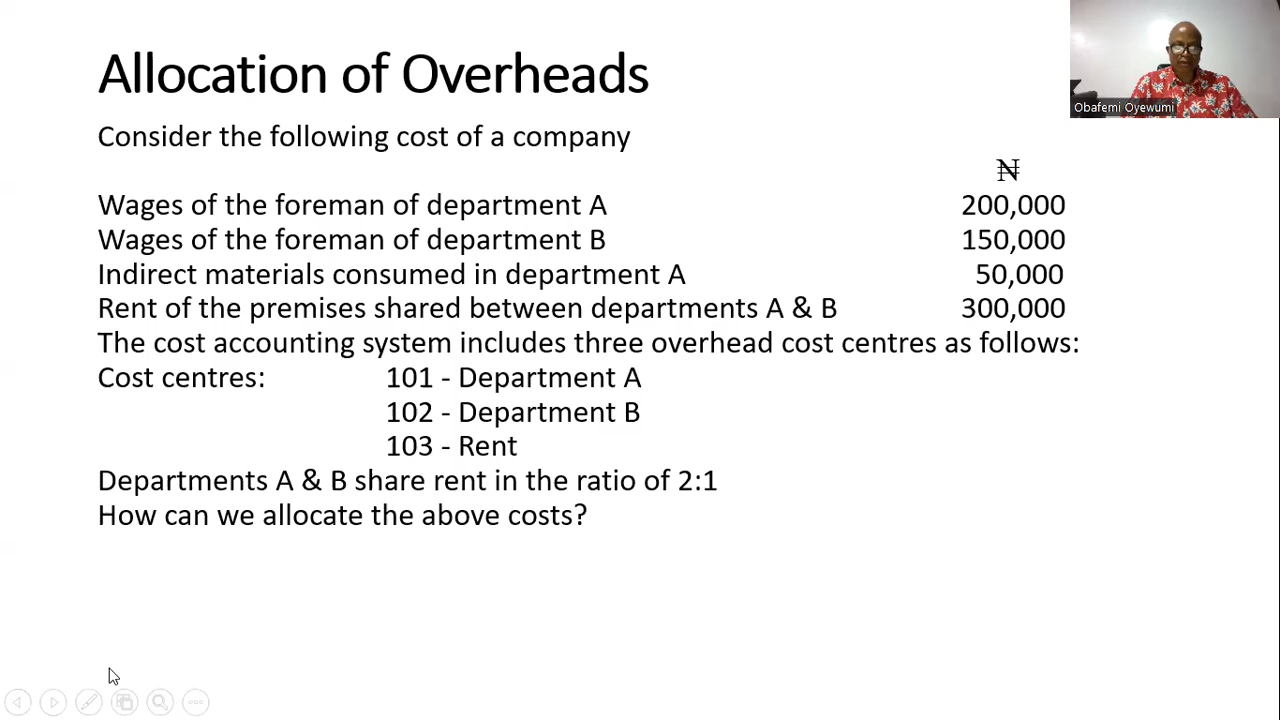 Allocation of Overheads
Obafemi Oyewumi
Consider the following cost of a company
₦
Wages of the foreman of department A 200,000
Wages of the foreman of department B 150,000
Indirect materials consumed in department A 50,000
Rent of the premises shared between departments A & B 300,000
The cost accounting system includes three overhead cost centres as follows:
Cost centres: 101 - Department A
102 - Department B
103 - Rent
Departments A & B share rent in the ratio of 2:1
How can we allocate the above costs?